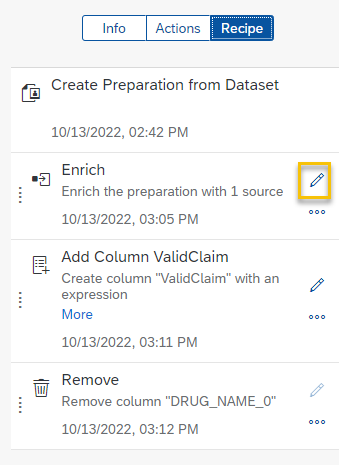 Info Actions Recipe
Create Preparation from Dataset
10/13/2022, 02:42 PM
Enrich
Enrich the preparation with 1 source
10/13/2022, 03:05 PM
Add Column ValidClaim
Create column "ValidClaim" with an
expression
More
10/13/2022, 03:11 PM
Remove
Remove column "DRUG_NAME_0"
10/13/2022, 03:12 PM